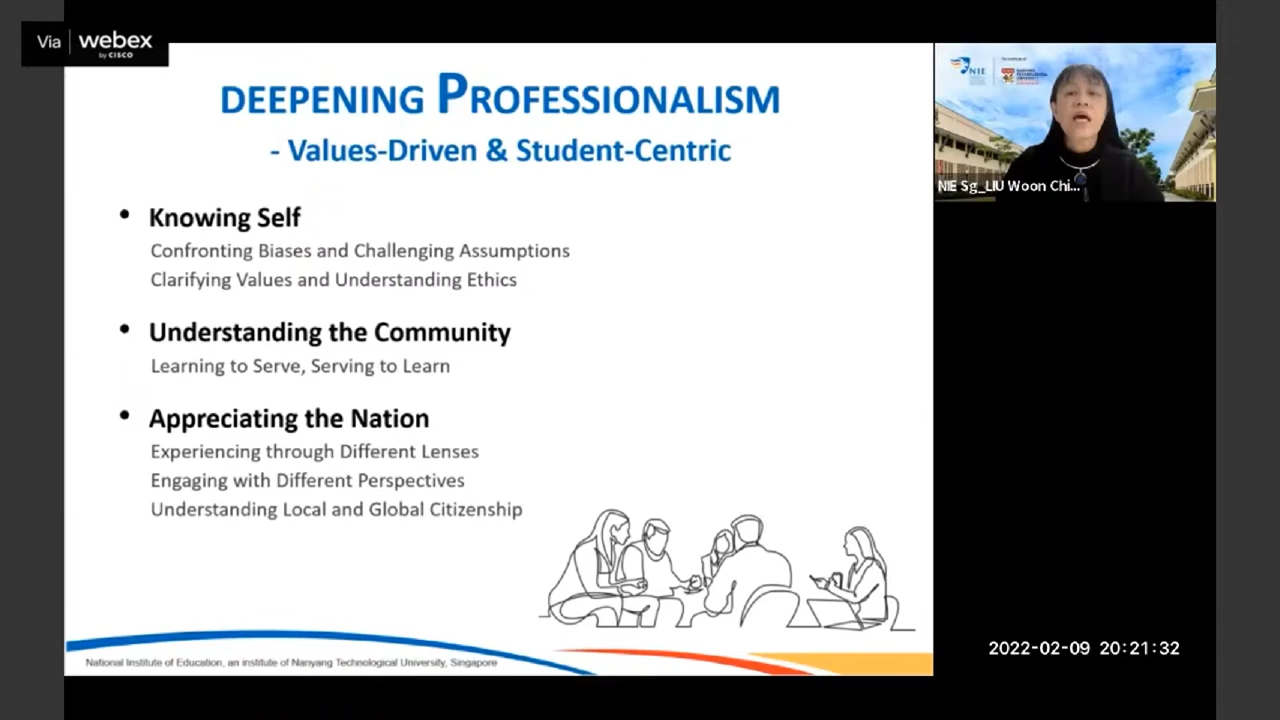 Via webex
by CISCO
DEEPENING PROFESSIONALISM
- Values-Driven & Student-Centric
• Knowing Self
Confronting Biases and Challenging Assumptions
Clarifying Values and Understanding Ethics
• Understanding the Community
Learning to Serve, Serving to Learn
• Appreciating the Nation
Experiencing through Different Lenses
Engaging with Different Perspectives
Understanding Local and Global Citizenship
National Institute of Education, an institute of Nanyang Technological University, Singapore
NIE
NIE Sg_LIU Woon Chi...
2022-02-09 20:21:32